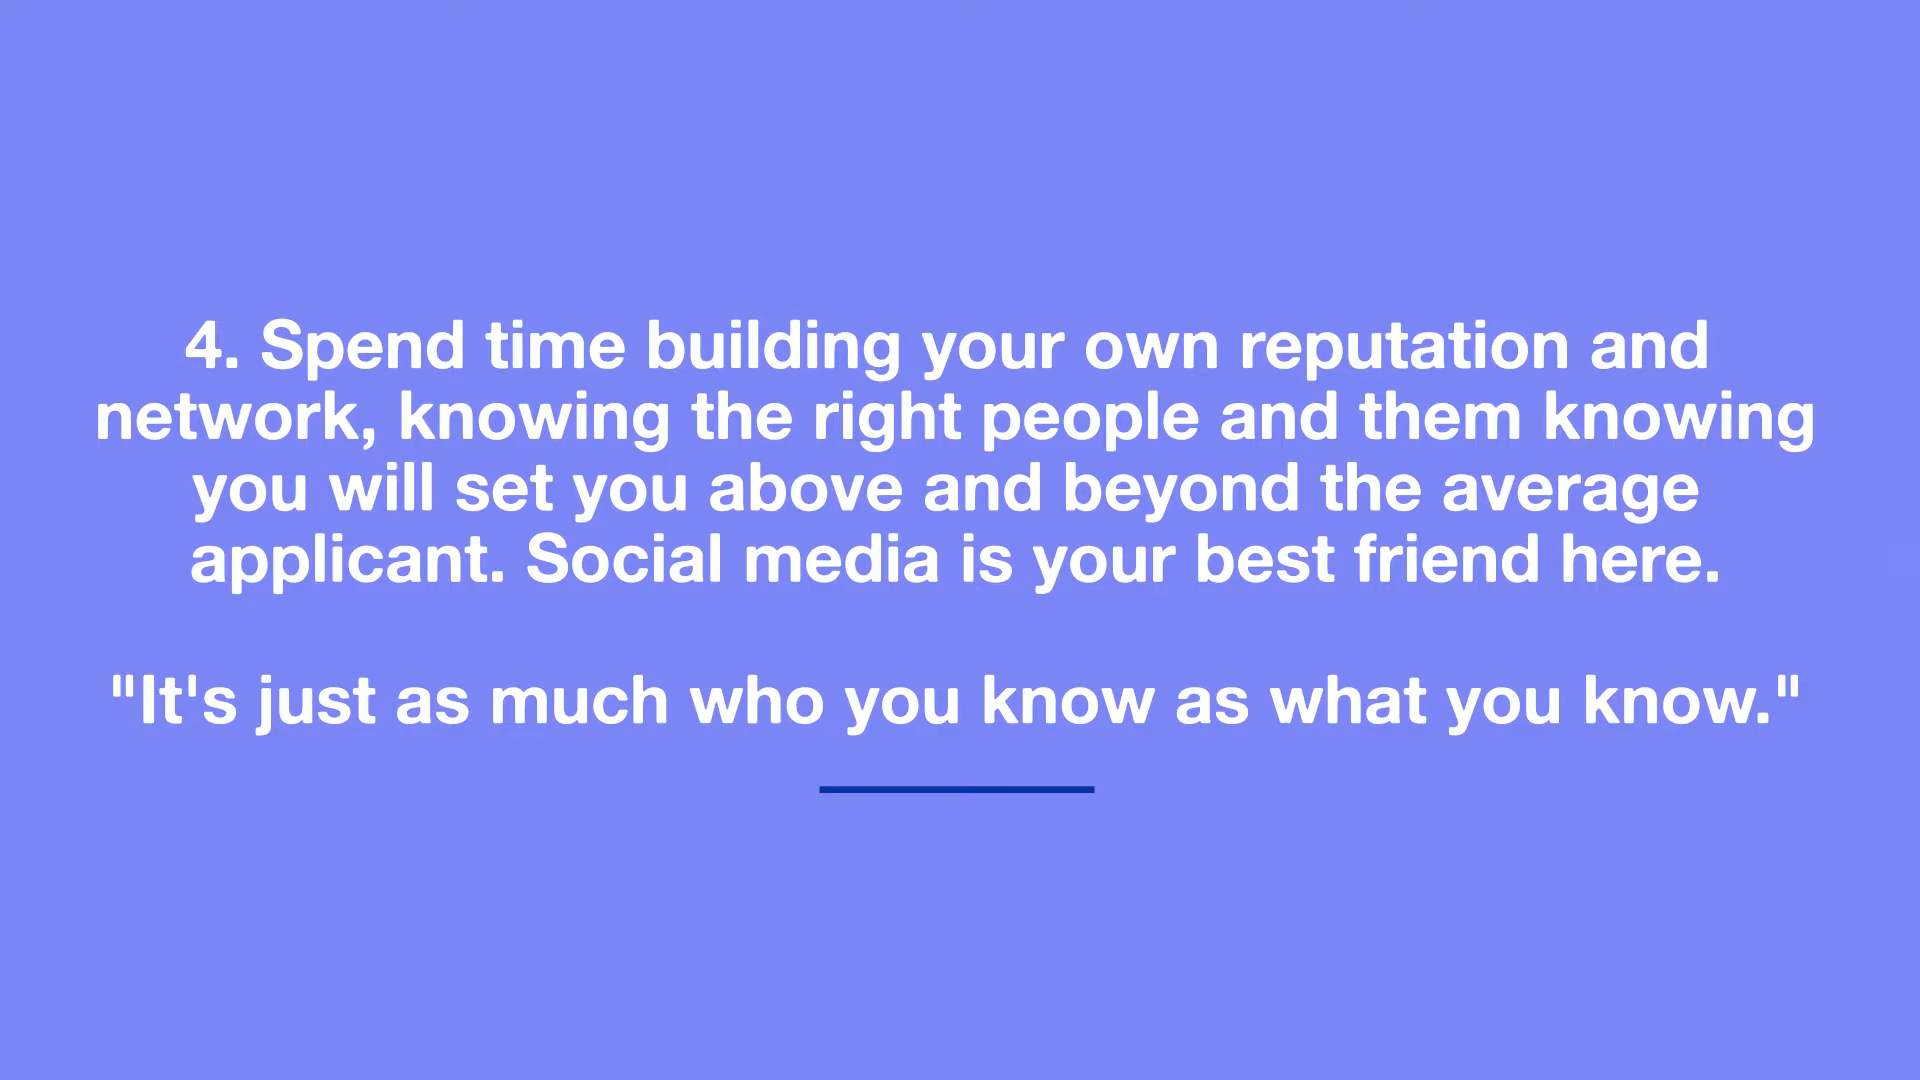 4. Spend time building your own reputation and
network, knowing the right people and them knowing
you will set you above and beyond the average
applicant. Social media is your best friend here.
"It's just as much who you know as what you know."